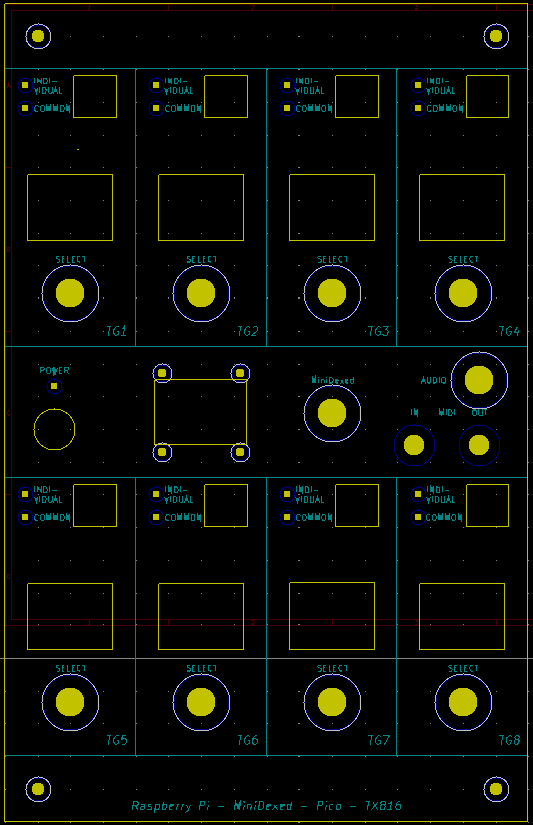 INDI-
VIDUAL
COMMON
INDI-
VIDUAL
COMMON
INDI-
VIDUAL
COMMON
INDI-
VIDUAL
COMMON
SELECT SELECT SELECT SELECT
TG1 TG2 TG3 TG4
POWER MiniDexed AUDIO
IN MIDI OUT
INDI-
VIDUAL
COMMON
INDI-
VIDUAL
COMMON
INDI-
VIDUAL
COMMON
INDI-
VIDUAL
COMMON
SELECT SELECT SELECT SELECT
TG5 TG6 TG7 TG8
Raspberry Pi - MiniDexed - Pico - TX816